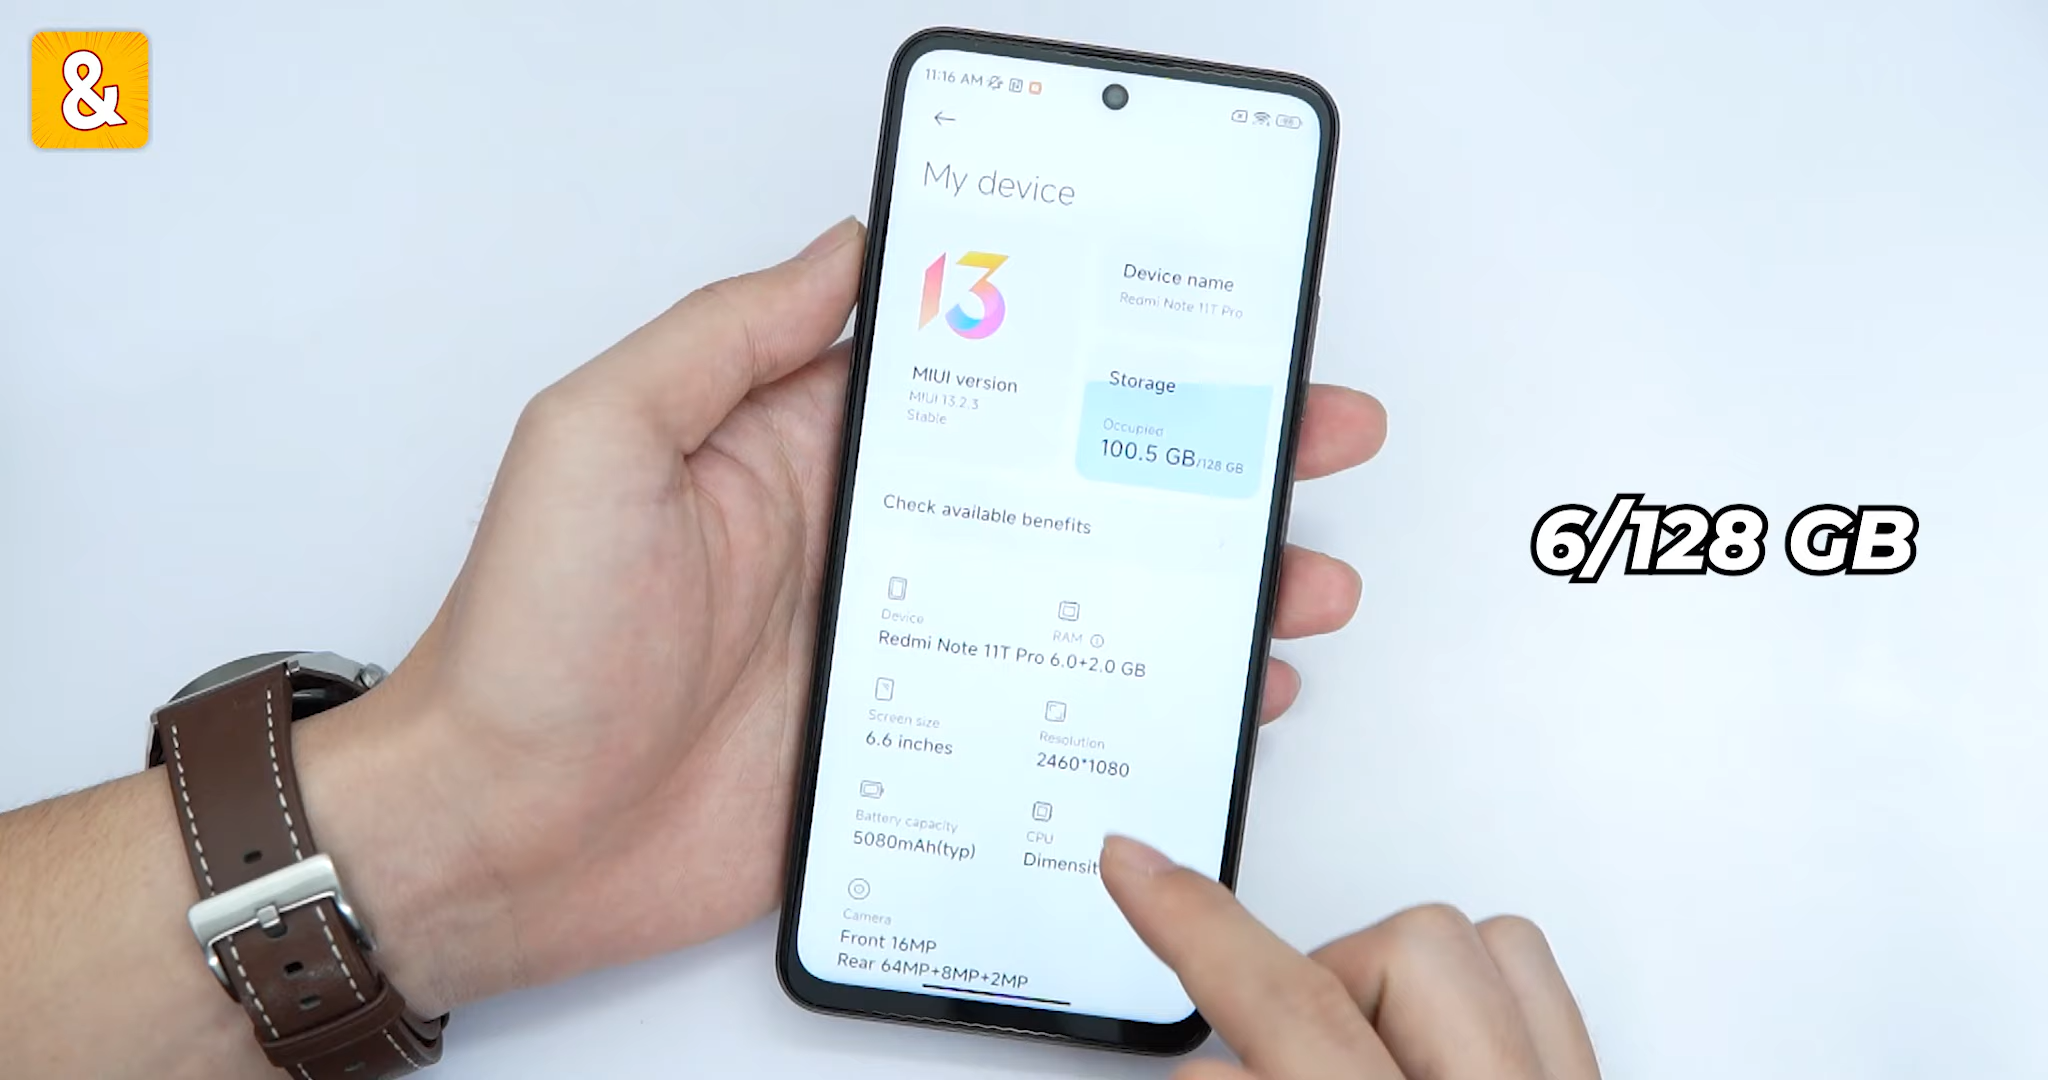 &
11:16 AM
My device
13
Device name
Redmi Note 11T Pro
MIUI version
MIUI 13.2.3
Stable
Storage
Occupied
100.5 GB/128 GB
Check available benefits
6/128 GB
Device
Redmi Note 11T Pro
RAM
6.0+2.0 GB
Screen size
6.6 inches
Resolution
2460*1080
Battery capacity
5080mAh(typ)
CPU
Dimensit
Camera
Front 16MP
Rear 64MP+8MP+2MP